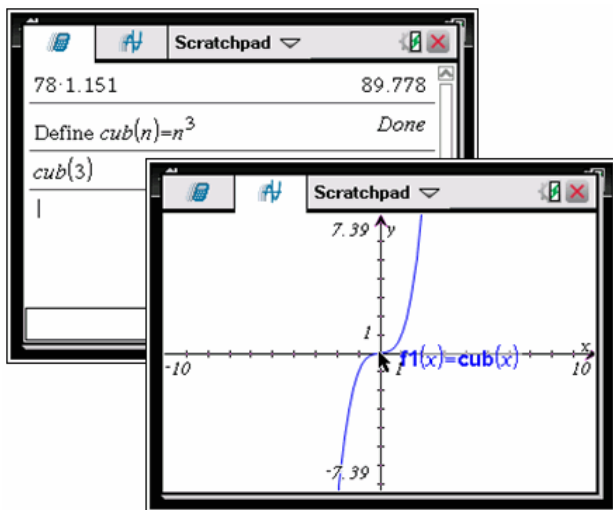 Scratchpad
78·1.151 89.778
Define cub(n)=n³ Done
cub(3)
Scratchpad
7.39 y
1
-10 1 f1(x)=cub(x) x 10
-7.39